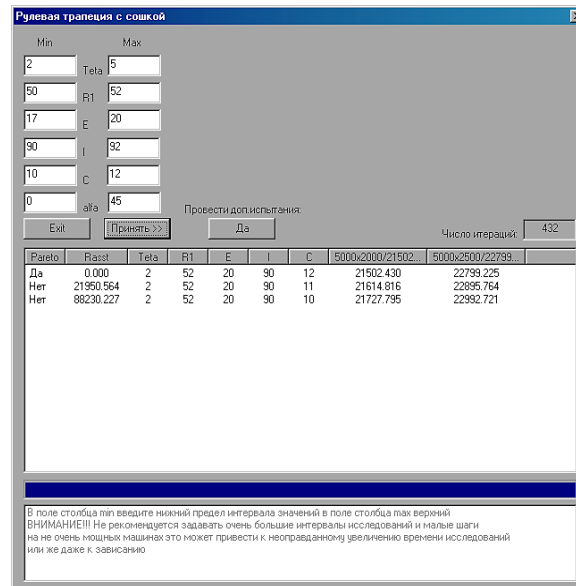 Рулевая трапеция с сошкой
Min Max
2 Teta 5
50 R1 52
17 E 20
90 l 92
10 C 12
0 alfa 45
Провести доп.испытания:
Exit Принять >> Да Число итераций: 432
Pareto Rasst Teta R1 E l C 5000x2000/21502... 5000x2500/22799...
Да 0.000 2 52 20 90 12 21502.430 22799.225
Нет 21950.564 2 52 20 90 11 21614.816 22895.764
Нет 88230.227 2 52 20 90 10 21727.795 22992.721
В поле столбца min введите нижний предел интервала значений в поле столбца max верхний
ВНИМАНИЕ!!! Не рекомендуется задавать очень большие интервалы исследований и малые шаги
на не очень мощных машинах это может привести к неоправданному увеличению времени исследований
или же даже к зависанию